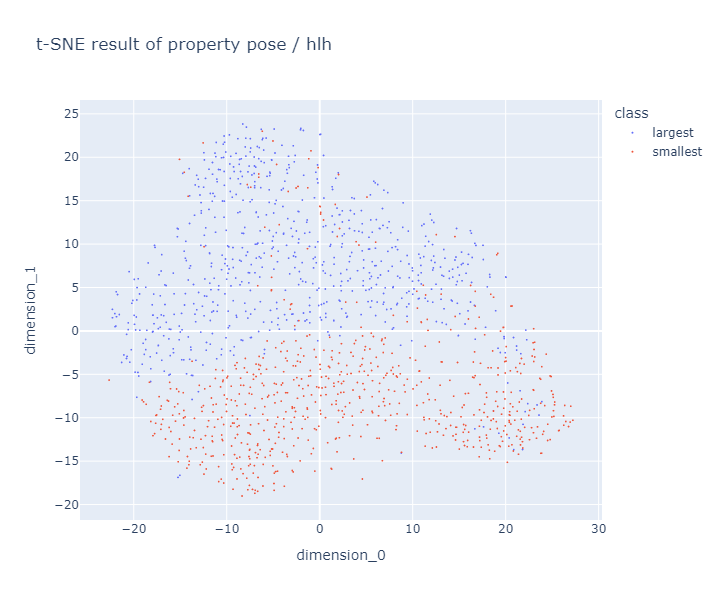 t-SNE result of property pose / hlh
class
largest
smallest
25
20
15
10
5
0
−5
−10
−15
−20
dimension_1
−20
−10
0
10
20
30
dimension_0